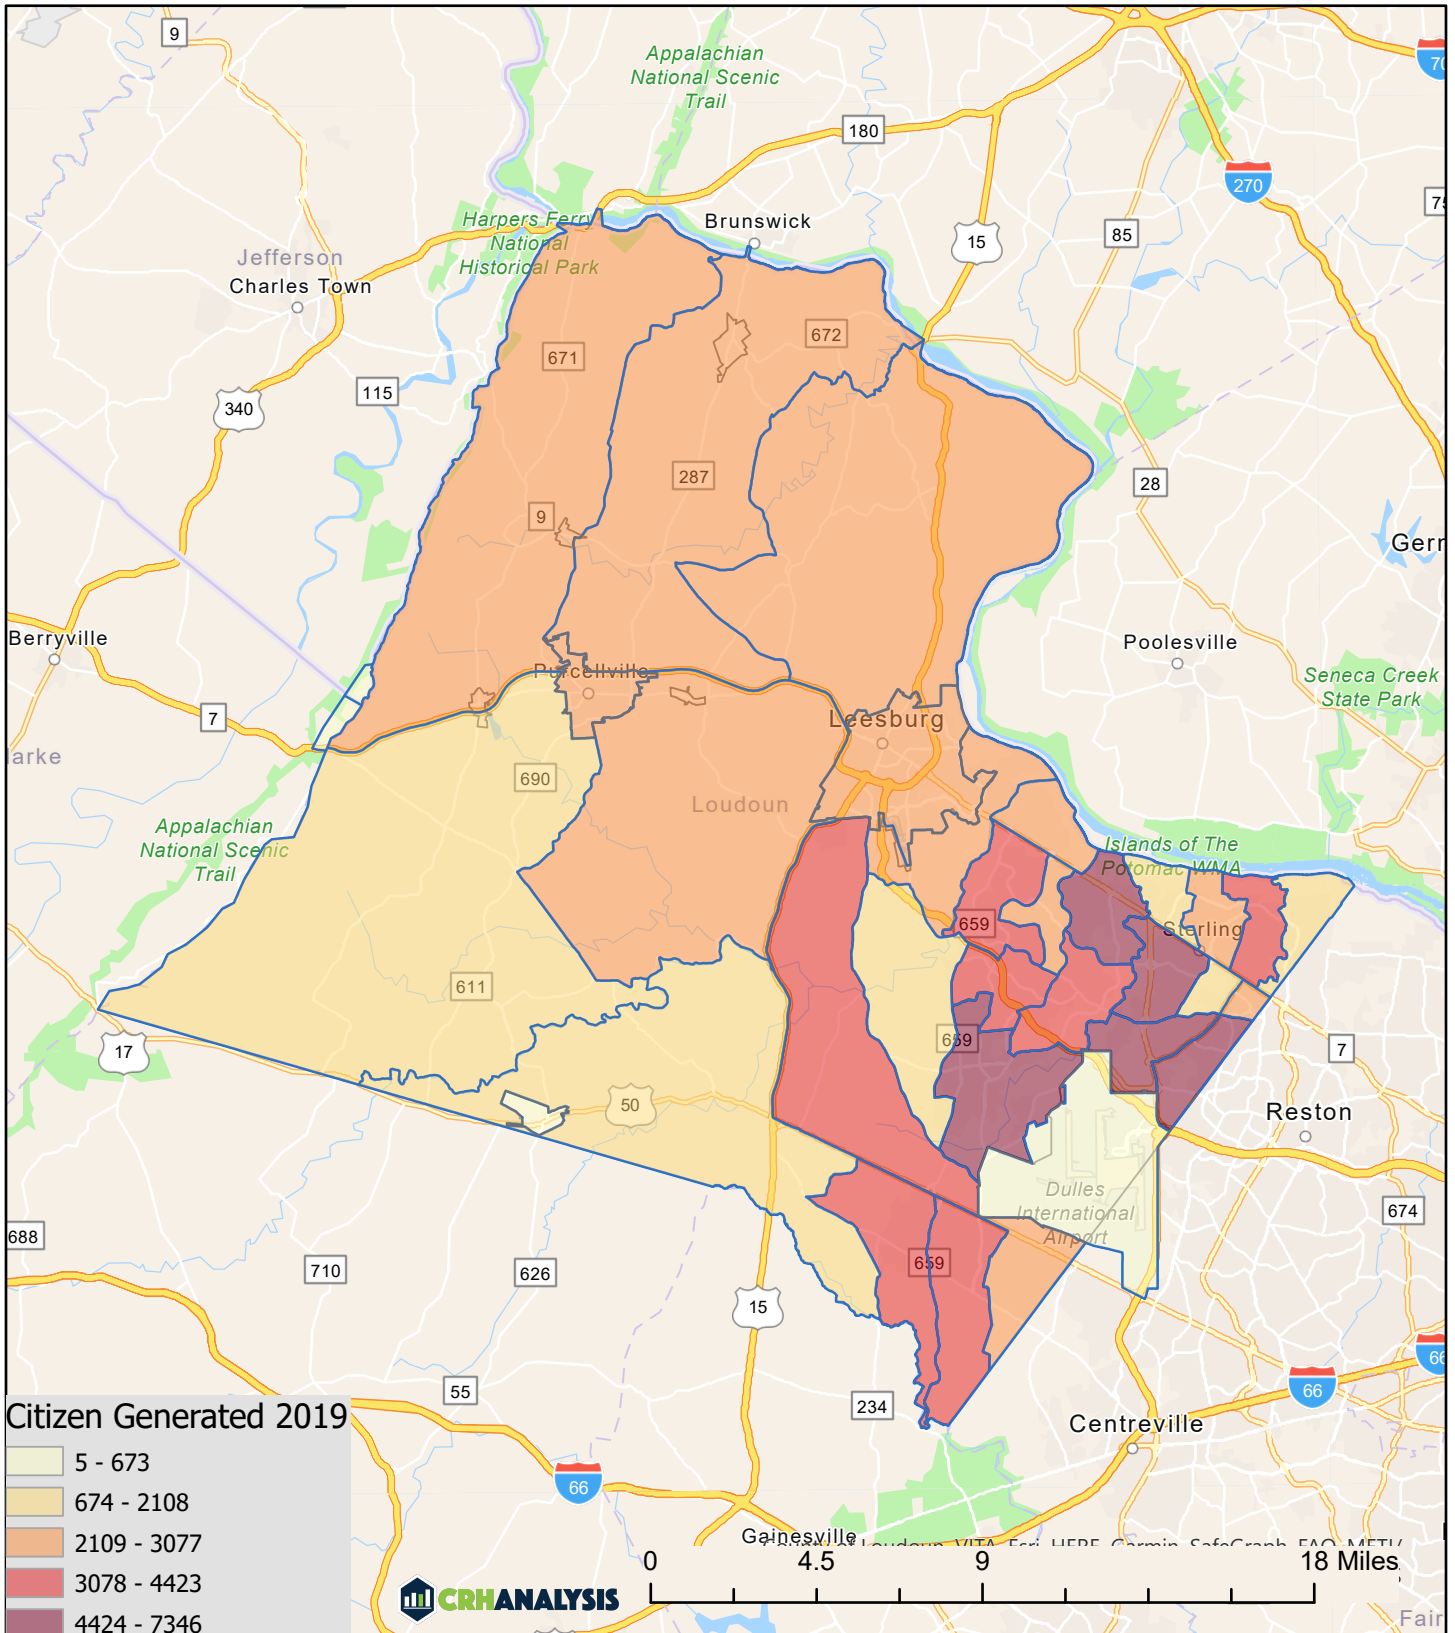 9
Appalachian
National Scenic
Trail
70
180
270
Harpers Ferry
National
Historical Park
Brunswick
15
85
Jefferson
Charles Town
671
672
115
340
287
28
9
Berryville
Poolesville
Purcellville
Seneca Creek
State Park
7
Leesburg
690
Loudoun
Appalachian
National Scenic
Trail
Islands of The
Potomac WMA
659
Sterling
611
17
659
7
50
Reston
Dulles
International
Airport
674
688
710
626
659
15
66
66
55
234
Citizen Generated 2019
5 - 673
674 - 2108
2109 - 3077
3078 - 4423
4424 - 7346
Centreville
66
Gainesville
0 4.5 9 18 Miles
CRHANALYSIS